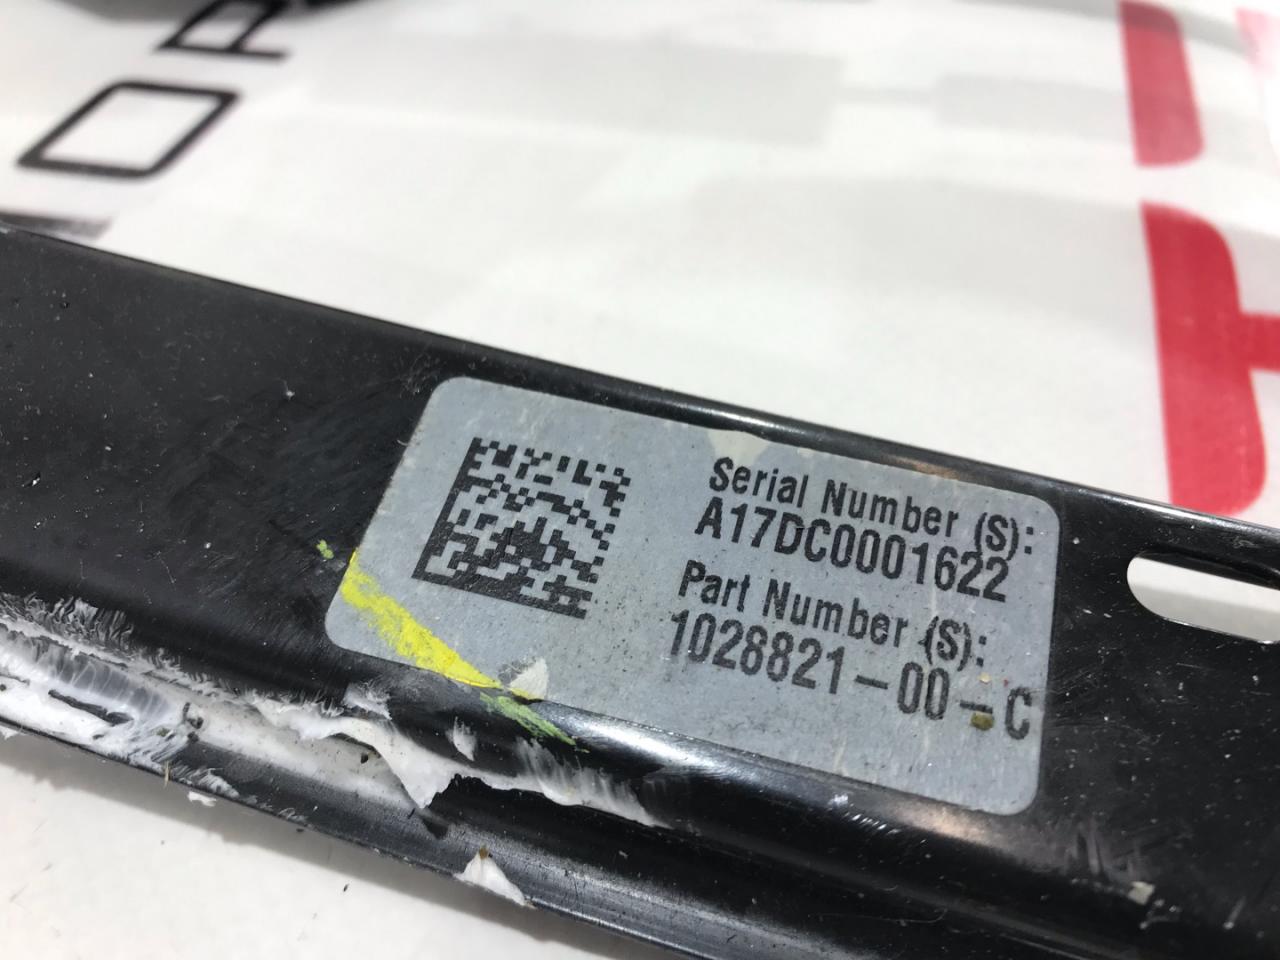 Serial Number (S):
A17DC0001622
Part Number (S):
1028821-00-C